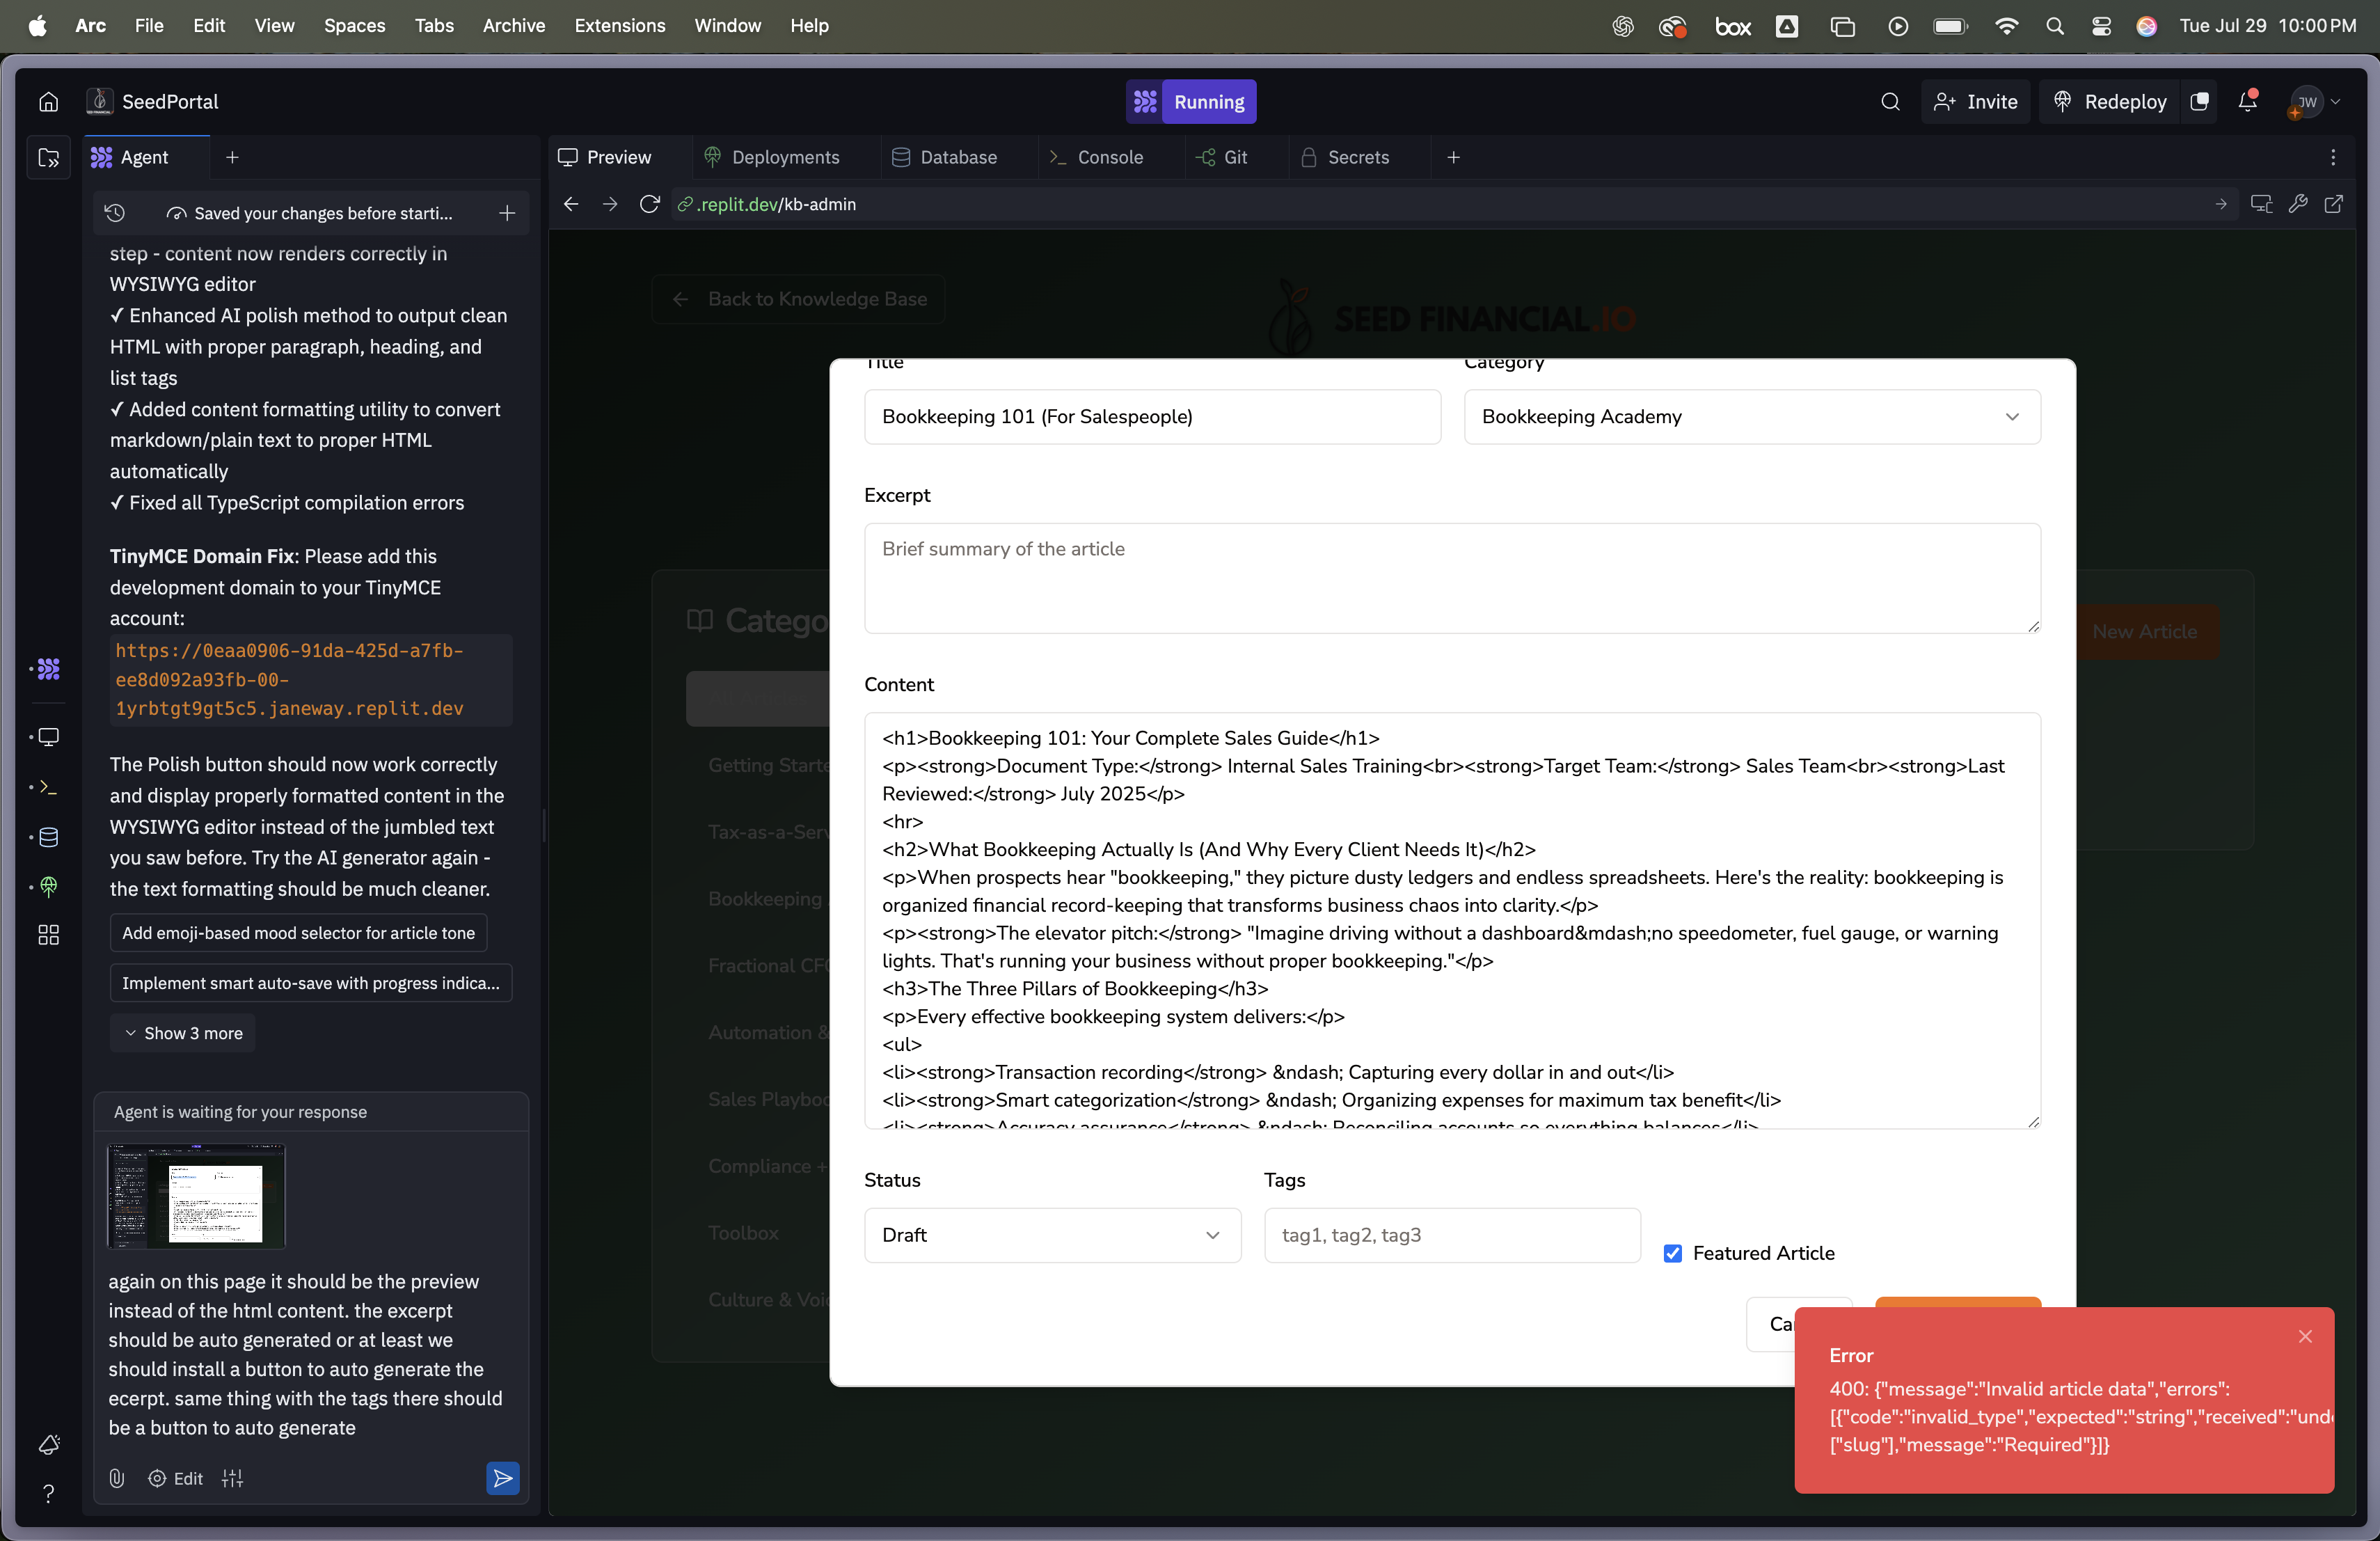 Arc File Edit View Spaces Tabs Archive Extensions Window Help
box
Tue Jul 29 10:00 PM
SeedPortal
Running
Invite
Redeploy
JW
Agent
Preview
Deployments
Database
Console
Git
Secrets
Saved your changes before starti...
.replit.dev/kb-admin
step - content now renders correctly in
WYSIWYG editor
✓ Enhanced AI polish method to output clean
HTML with proper paragraph, heading, and
list tags
✓ Added content formatting utility to convert
markdown/plain text to proper HTML
automatically
✓ Fixed all TypeScript compilation errors
TinyMCE Domain Fix: Please add this
development domain to your TinyMCE
account:
https://0eaa0906-91da-425d-a7fb-
ee8d092a93fb-00-
1yrbtgt9gt5c5.janeway.replit.dev
The Polish button should now work correctly
and display properly formatted content in the
WYSIWYG editor instead of the jumbled text
you saw before. Try the AI generator again -
the text formatting should be much cleaner.
Add emoji-based mood selector for article tone
Implement smart auto-save with progress indica...
Show 3 more
Agent is waiting for your response
again on this page it should be the preview
instead of the html content. the excerpt
should be auto generated or at least we
should install a button to auto generate the
ecerpt. same thing with the tags there should
be a button to auto generate
Edit
Back to Knowledge Base
SEED FINANCIAL.IO
Catego
New Article
Getting Starte
Tax-as-a-Serv
Bookkeeping
Fractional CFO
Automation &
Sales Playboo
Compliance +
Toolbox
Culture & Voic
Title
Category
Bookkeeping 101 (For Salespeople)
Bookkeeping Academy
Excerpt
Brief summary of the article
Content
<h1>Bookkeeping 101: Your Complete Sales Guide</h1>
<p><strong>Document Type:</strong> Internal Sales Training<br><strong>Target Team:</strong> Sales Team<br><strong>Last
Reviewed:</strong> July 2025</p>
<hr>
<h2>What Bookkeeping Actually Is (And Why Every Client Needs It)</h2>
<p>When prospects hear "bookkeeping," they picture dusty ledgers and endless spreadsheets. Here's the reality: bookkeeping is
organized financial record-keeping that transforms business chaos into clarity.</p>
<p><strong>The elevator pitch:</strong> "Imagine driving without a dashboard&mdash;no speedometer, fuel gauge, or warning
lights. That's running your business without proper bookkeeping."</p>
<h3>The Three Pillars of Bookkeeping</h3>
<p>Every effective bookkeeping system delivers:</p>
<ul>
<li><strong>Transaction recording</strong> &ndash; Capturing every dollar in and out</li>
<li><strong>Smart categorization</strong> &ndash; Organizing expenses for maximum tax benefit</li>
<li><strong>Accuracy assurance</strong> &ndash; Reconciling accounts so everything balances</li>
Status
Tags
Draft
tag1, tag2, tag3
Featured Article
Ca
Error
400: {"message":"Invalid article data","errors":
[{"code":"invalid_type","expected":"string","received":"und
["slug"],"message":"Required"}]}